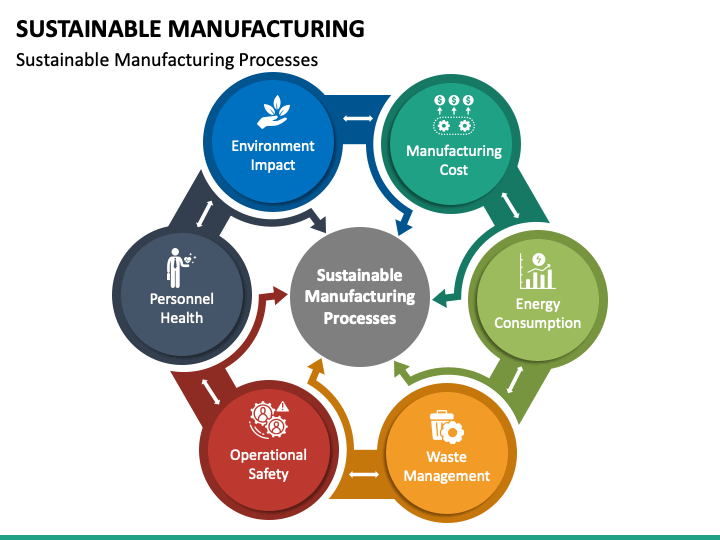 SUSTAINABLE MANUFACTURING
Sustainable Manufacturing Processes
Environment
Impact
Manufacturing
Cost
Personnel
Health
Sustainable
Manufacturing
Processes
Energy
Consumption
Operational
Safety
Waste
Management